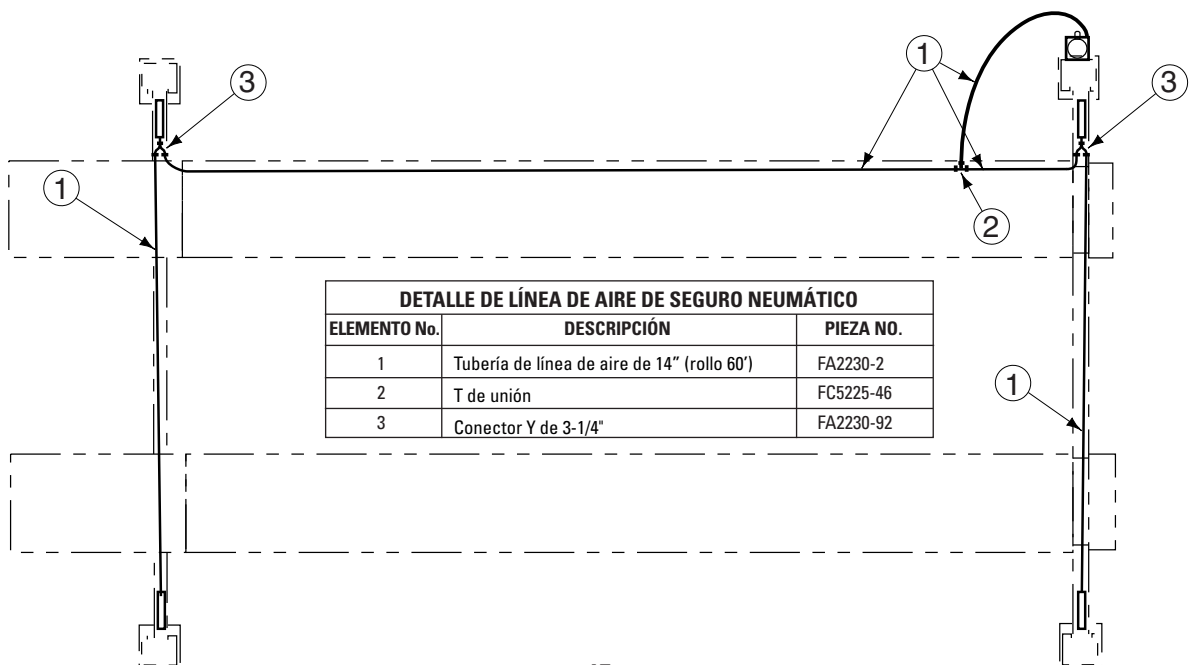 1
3
3
1
2
DETALLE DE LÍNEA DE AIRE DE SEGURO NEUMÁTICO
ELEMENTO No. DESCRIPCIÓN PIEZA NO.
1 Tubería de línea de aire de 14” (rollo 60’) FA2230-2
2 T de unión FC5225-46
3 Conector Y de 3-1/4" FA2230-92
1